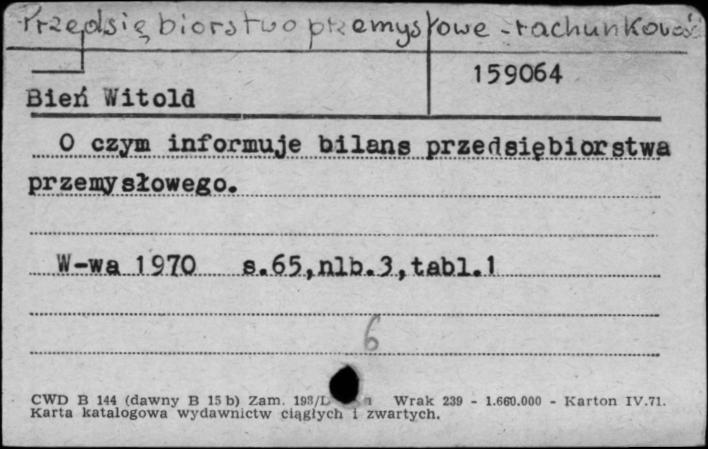 Przedsiębiorstwo przemysłowe - rachunkowość
159064
Bień Witold
O czym informuje bilans przedsiębiorstwa
przemysłowego.
W-wa 1970 s.65,nlb.3,tabl.1
6
CWD B 144 (dawny B 15 b) Zam. Wrak 239 - 1.660.000 - Karton IV.71.
Karta katalogowa wydawnictw ciągłych i zwartych.